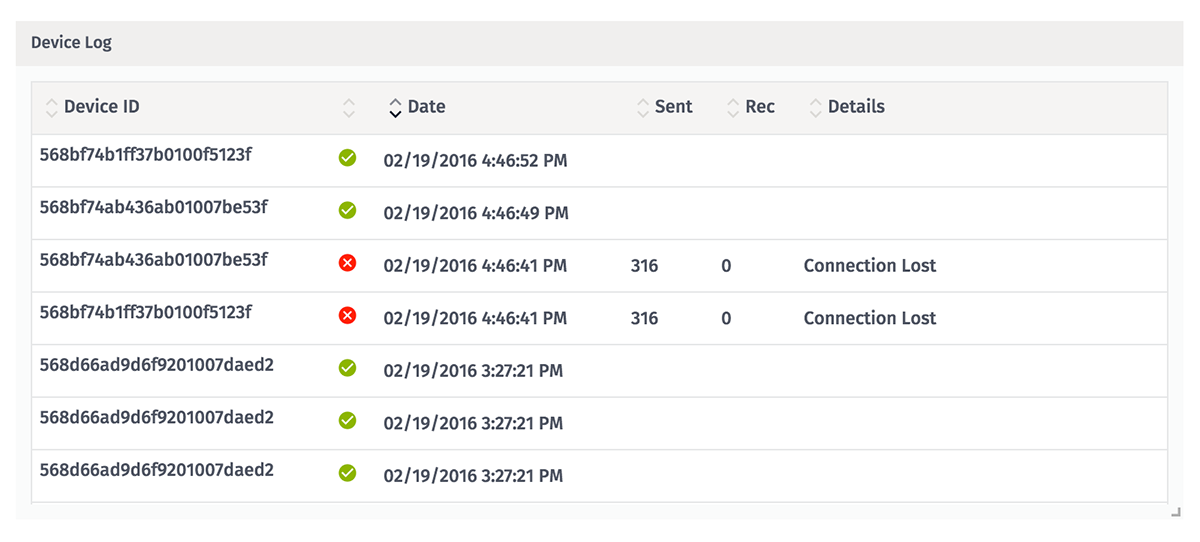 Device Log
Device ID Date Sent Rec Details
568bf74b1ff37b0100f5123f 02/19/2016 4:46:52 PM
568bf74ab436ab01007be53f 02/19/2016 4:46:49 PM
568bf74ab436ab01007be53f 02/19/2016 4:46:41 PM 316 0 Connection Lost
568bf74b1ff37b0100f5123f 02/19/2016 4:46:41 PM 316 0 Connection Lost
568d66ad9d6f9201007daed2 02/19/2016 3:27:21 PM
568d66ad9d6f9201007daed2 02/19/2016 3:27:21 PM
568d66ad9d6f9201007daed2 02/19/2016 3:27:21 PM